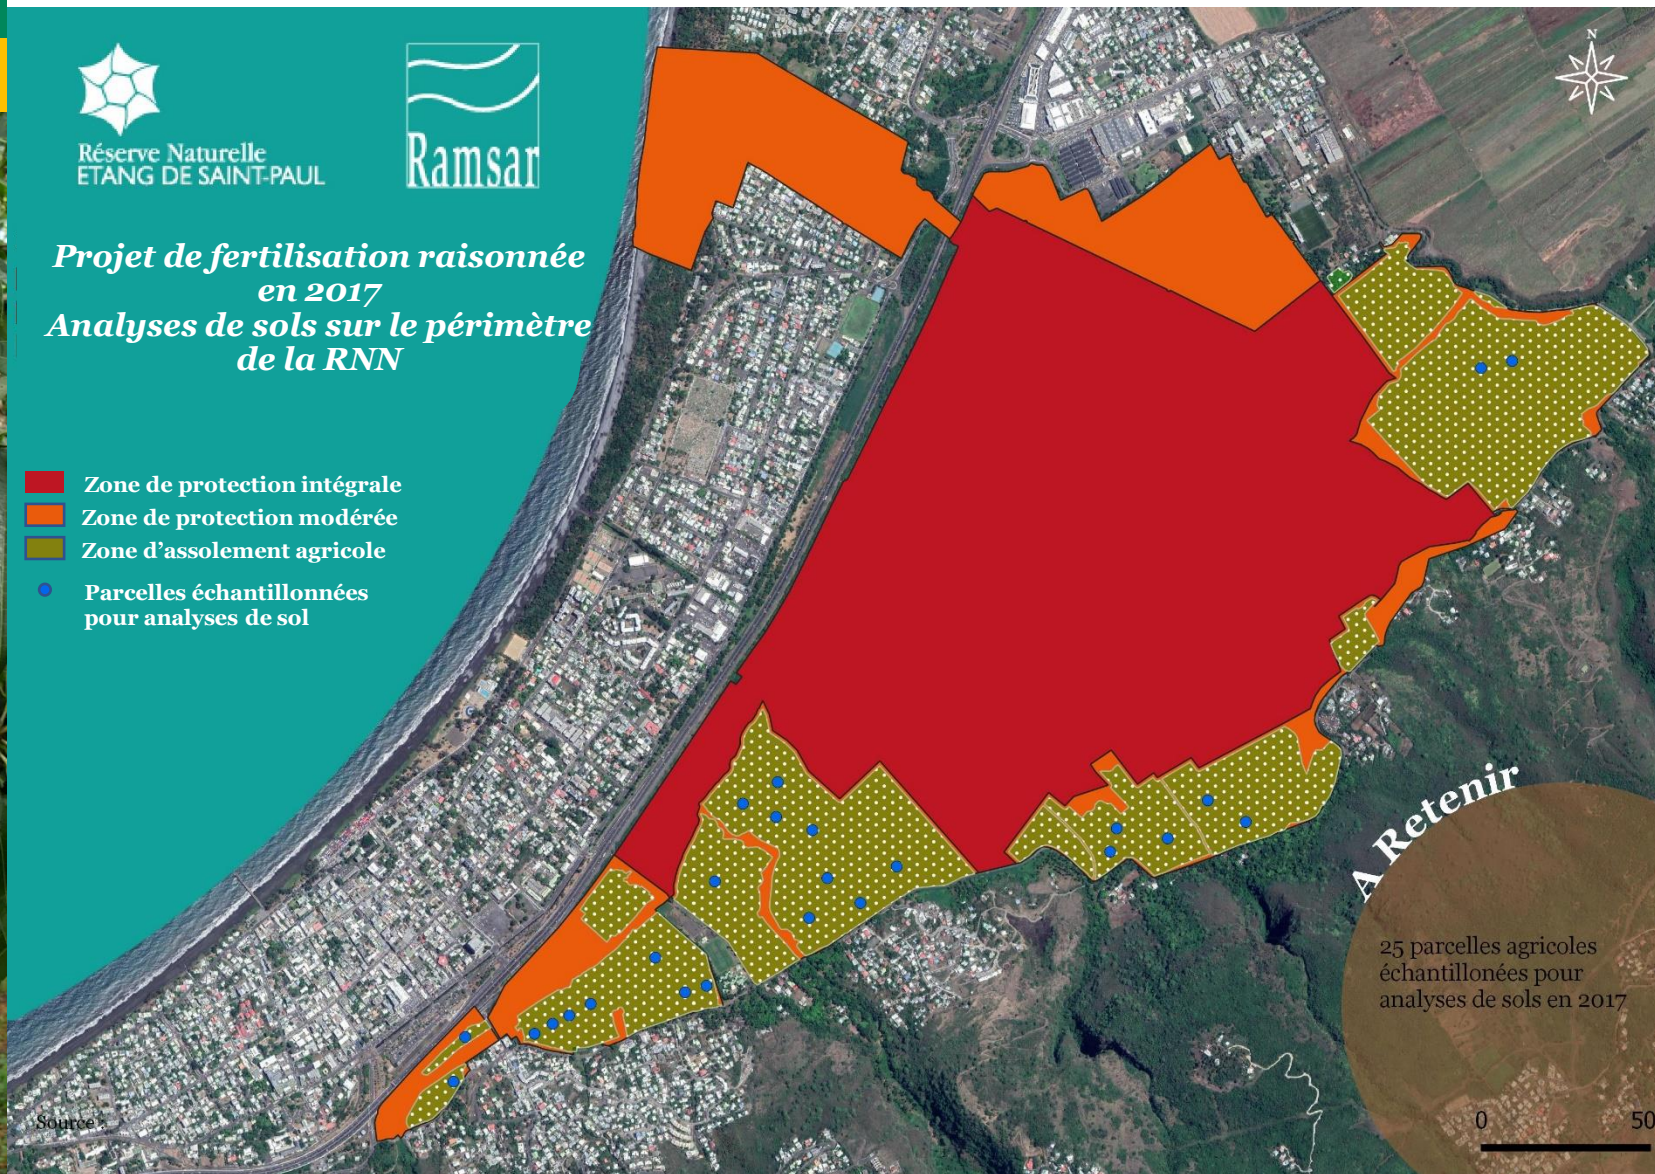 Réserve Naturelle
ETANG DE SAINT-PAUL
Ramsar
N
Projet de fertilisation raisonnée
en 2017
Analyses de sols sur le périmètre
de la RNN
Zone de protection intégrale
Zone de protection modérée
Zone d'assolement agricole
Parcelles échantillonnées
pour analyses de sol
A Retenir
25 parcelles agricoles
échantillonées pour
analyses de sols en 2017
Source :
0 50